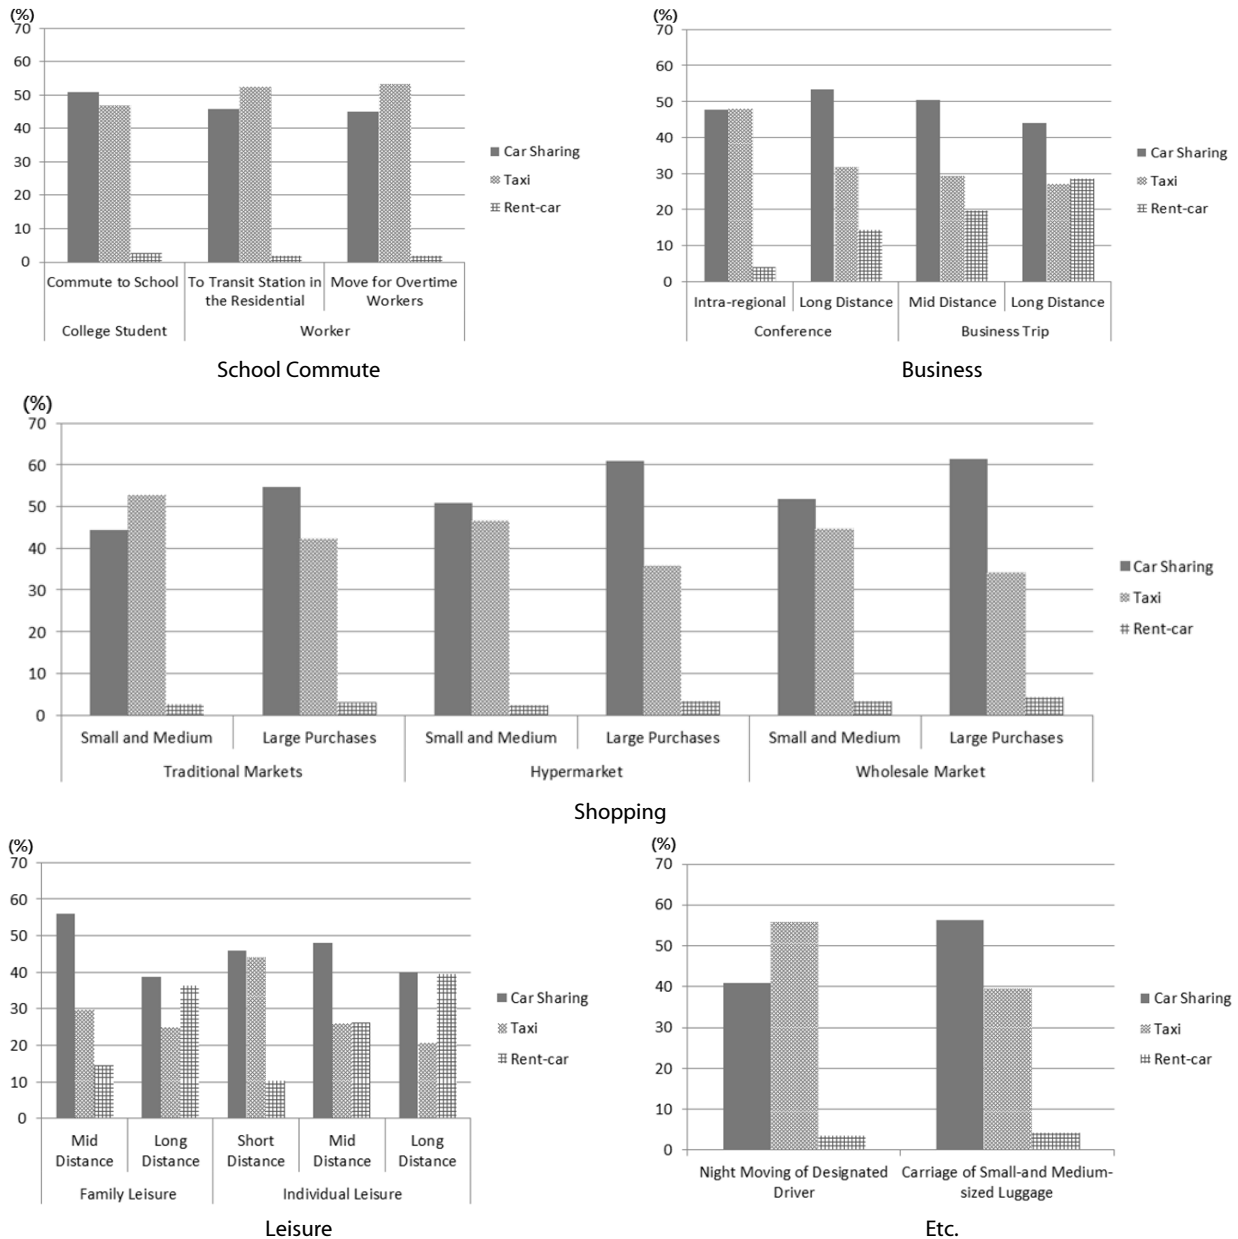 (%)
70
60
50
40
30
20
10
0
Commute to School
To Transit Station in
the Residential
Move for Overtime
Workers
College Student
Worker
Car Sharing
Taxi
Rent-car
School Commute
(%)
70
60
50
40
30
20
10
0
Intra-regional
Long Distance
Mid Distance
Long Distance
Conference
Business Trip
Car Sharing
Taxi
Rent-car
Business
(%)
70
60
50
40
30
20
10
0
Small and Medium
Large Purchases
Small and Medium
Large Purchases
Small and Medium
Large Purchases
Traditional Markets
Hypermarket
Wholesale Market
Car Sharing
Taxi
Rent-car
Shopping
(%)
70
60
50
40
30
20
10
0
Mid
Distance
Long
Distance
Short
Distance
Mid
Distance
Long
Distance
Family Leisure
Individual Leisure
Car Sharing
Taxi
Rent-car
Leisure
(%)
70
60
50
40
30
20
10
0
Night Moving of Designated
Driver
Carriage of Small-and Medium-
sized Luggage
Car Sharing
Taxi
Rent-car
Etc.